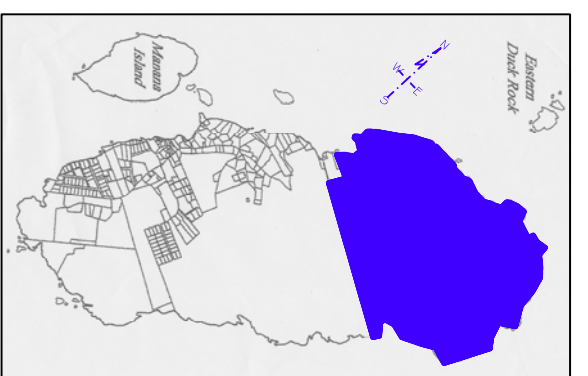 Manana
Island
Eastern
Duck Rock
N
W
E
S